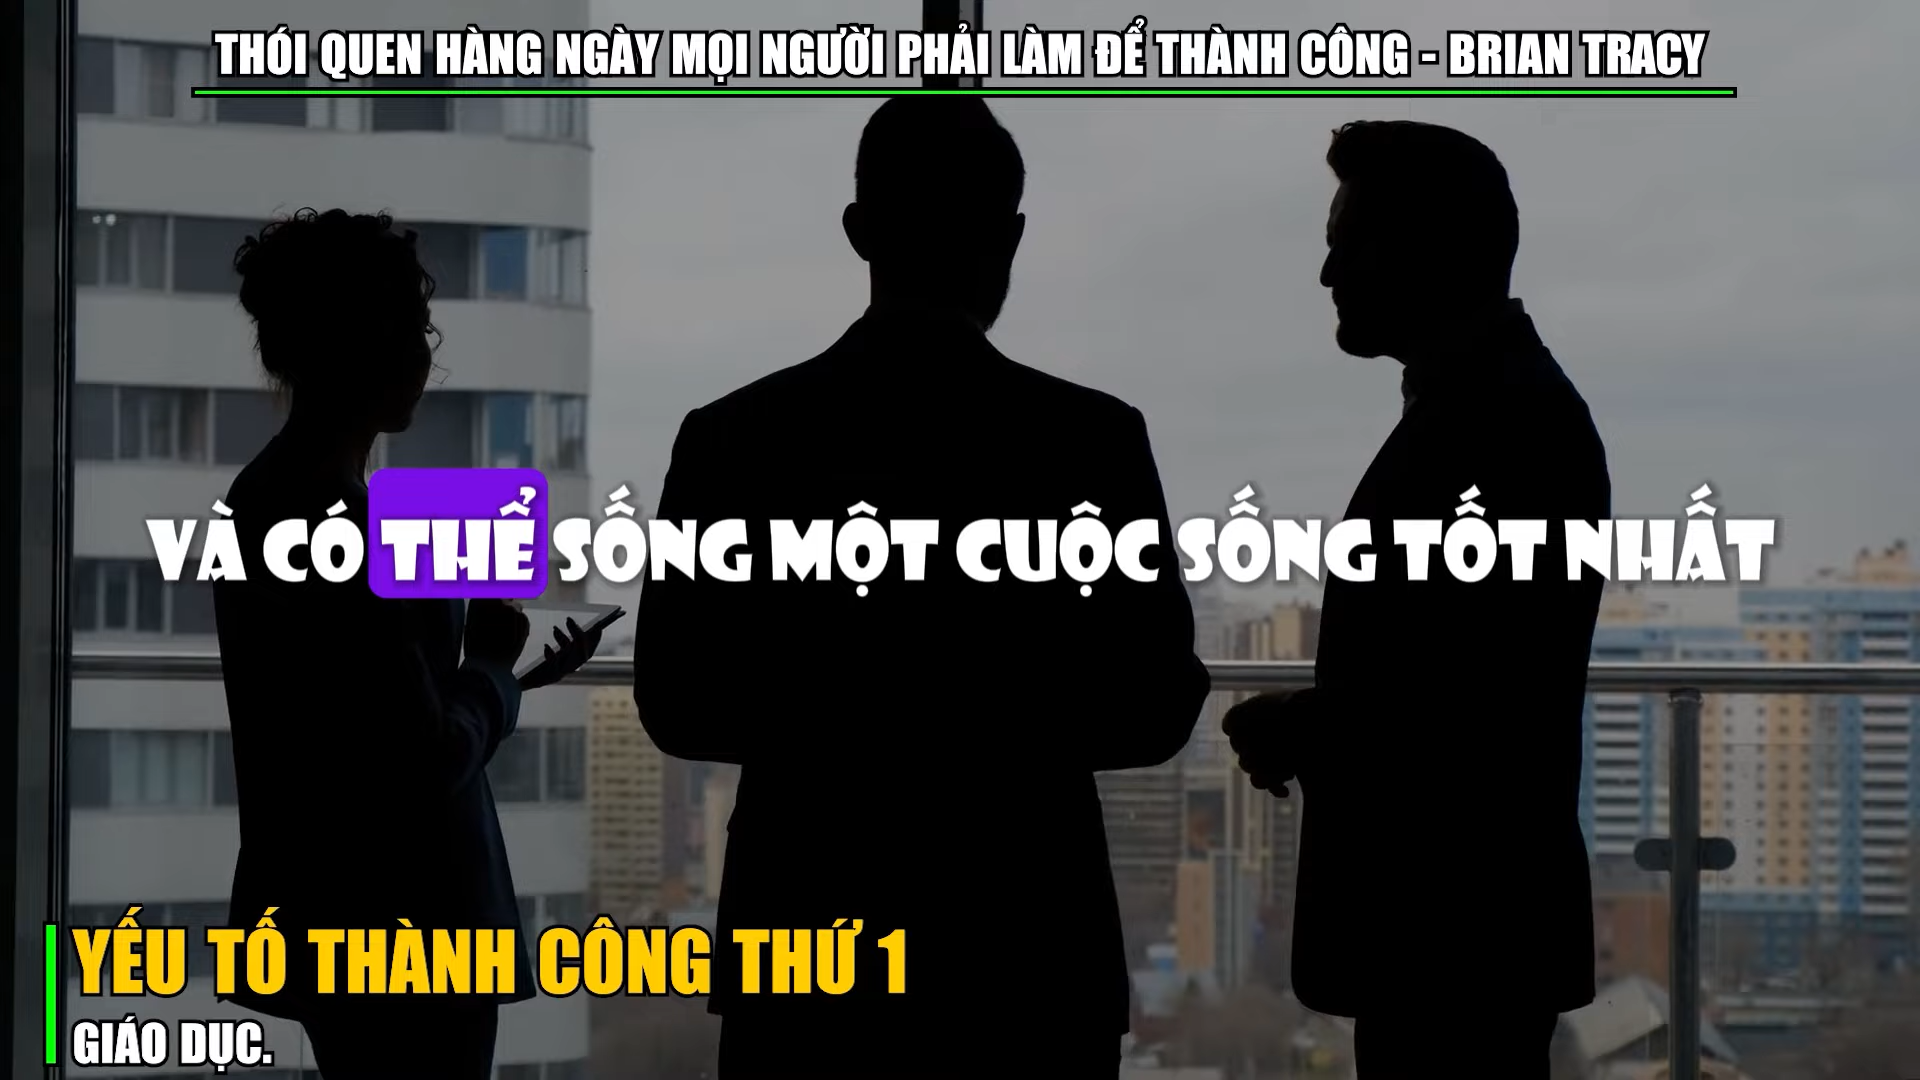 THÓI QUEN HÀNG NGÀY MỌI NGƯỜI PHẢI LÀM ĐỂ THÀNH CÔNG - BRIAN TRACY
VÀ CÓ THỂ SỐNG MỘT CUỘC SỐNG TỐT NHẤT
YẾU TỐ THÀNH CÔNG THỨ 1
GIÁO DỤC.